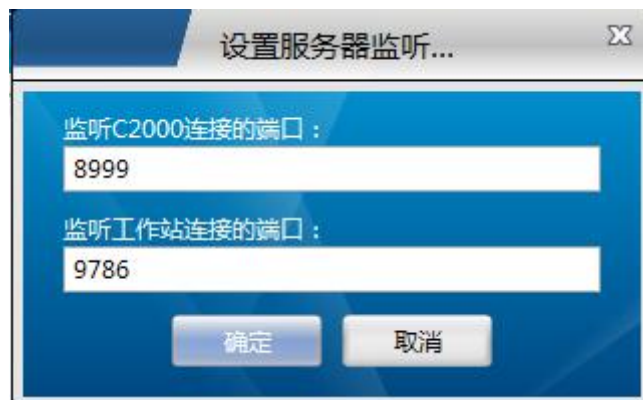 设置服务器监听...
监听C2000连接的端口：
8999
监听工作站连接的端口：
9786
确定 取消